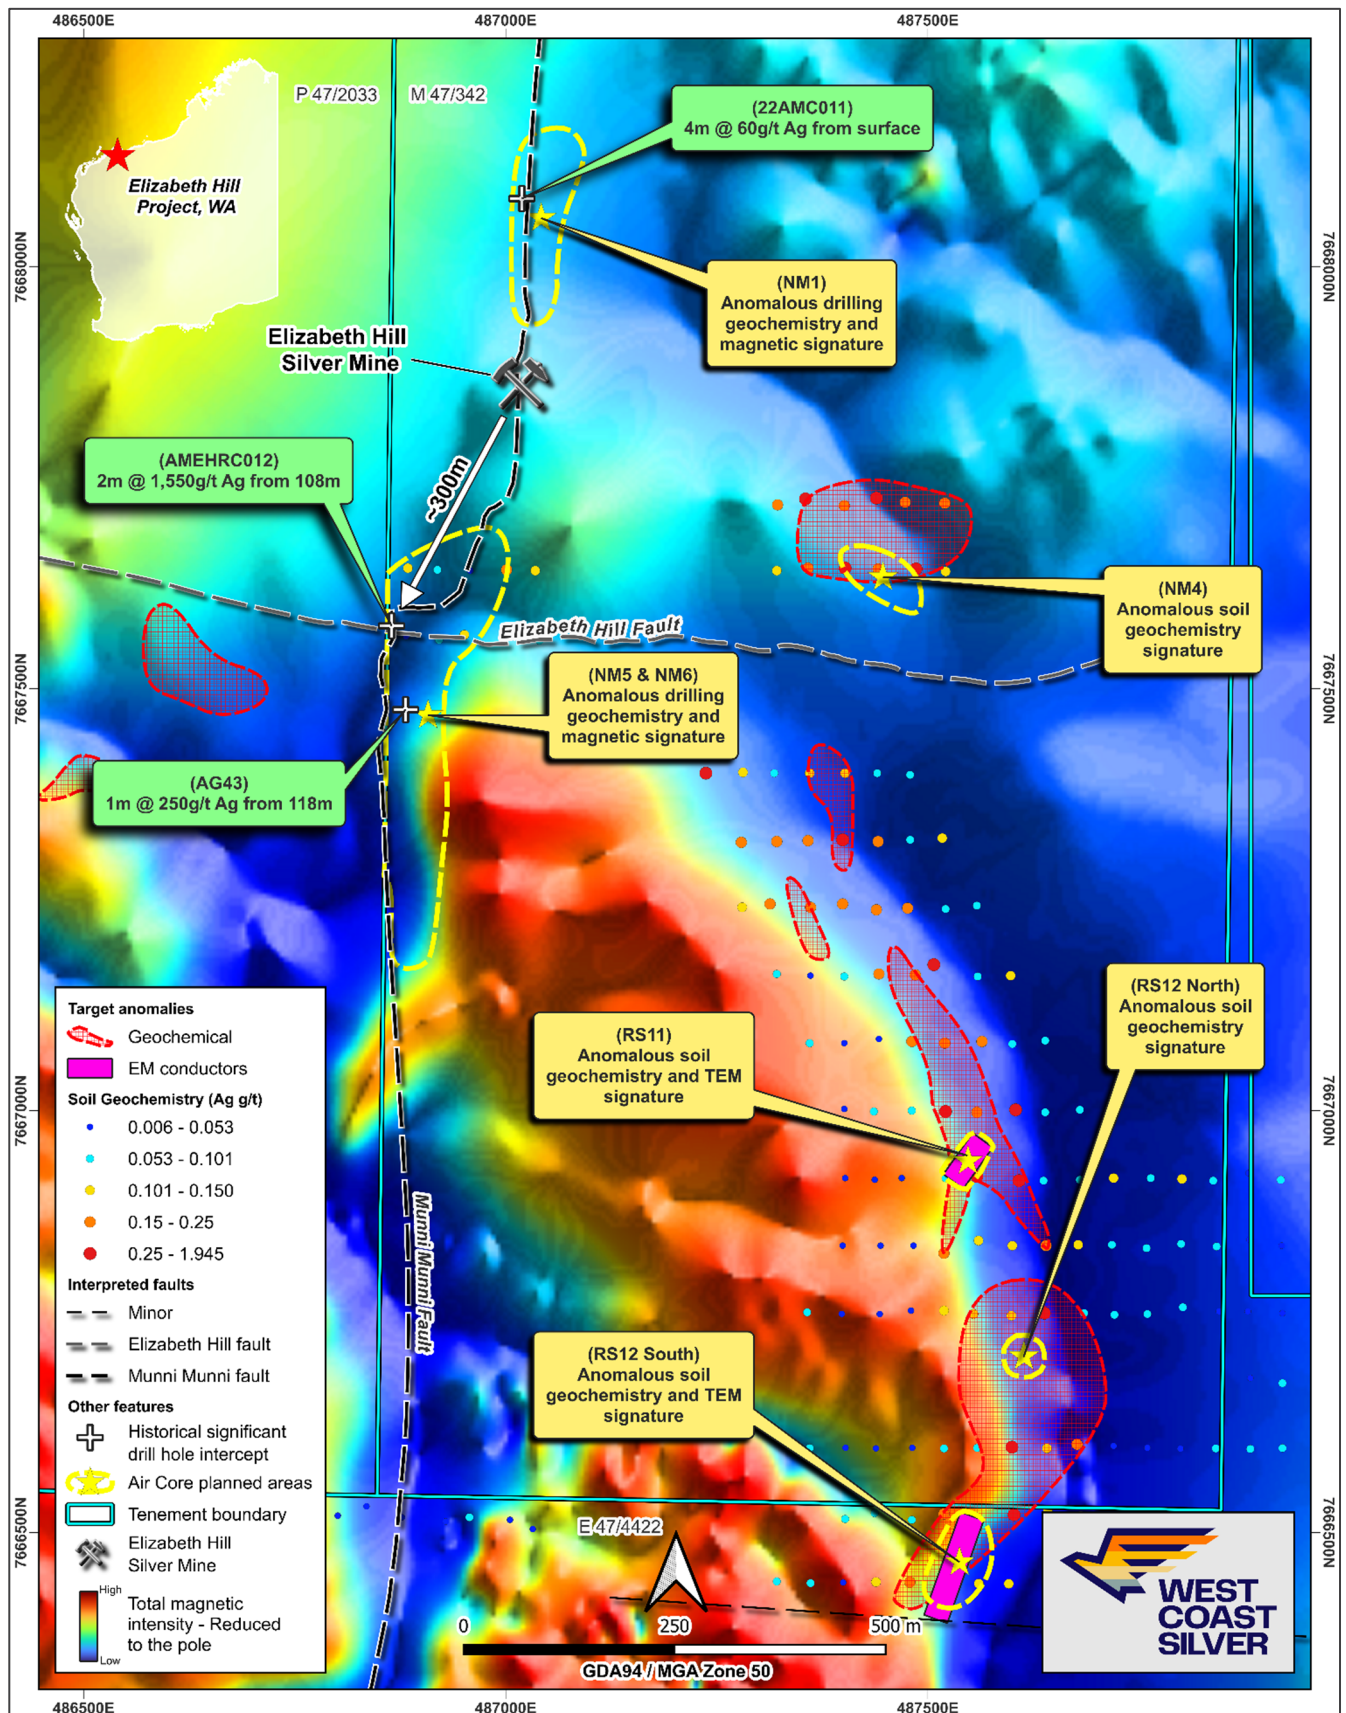 486500E
487000E
487500E
P 47/2033
M 47/342
(22AMC011)
4m @ 60g/t Ag from surface
Elizabeth Hill
Project, WA
7668000N
7668000N
(NM1)
Anomalous drilling
geochemistry and
magnetic signature
Elizabeth Hill
Silver Mine
(AMEHRC012)
2m @ 1,550g/t Ag from 108m
~300m
(NM4)
Anomalous soil
geochemistry
signature
Elizabeth Hill Fault
7667500N
7667500N
(NM5 & NM6)
Anomalous drilling
geochemistry and
magnetic signature
(AG43)
1m @ 250g/t Ag from 118m
(RS12 North)
Anomalous soil
geochemistry
signature
(RS11)
Anomalous soil
geochemistry and TEM
signature
7667000N
7667000N
Munni Munni Fault
(RS12 South)
Anomalous soil
geochemistry and TEM
signature
Target anomalies
Geochemical
EM conductors
Soil Geochemistry (Ag g/t)
0.006 - 0.053
0.053 - 0.101
0.101 - 0.150
0.15 - 0.25
0.25 - 1.945
Interpreted faults
Minor
Elizabeth Hill fault
Munni Munni fault
Other features
Historical significant
drill hole intercept
Air Core planned areas
Tenement boundary
Elizabeth Hill
Silver Mine
High
Total magnetic
intensity - Reduced
to the pole
Low
7666500N
7666500N
E 47/4422
0
250
500 m
GDA94 / MGA Zone 50
WEST
COAST
SILVER
486500E
487000E
487500E